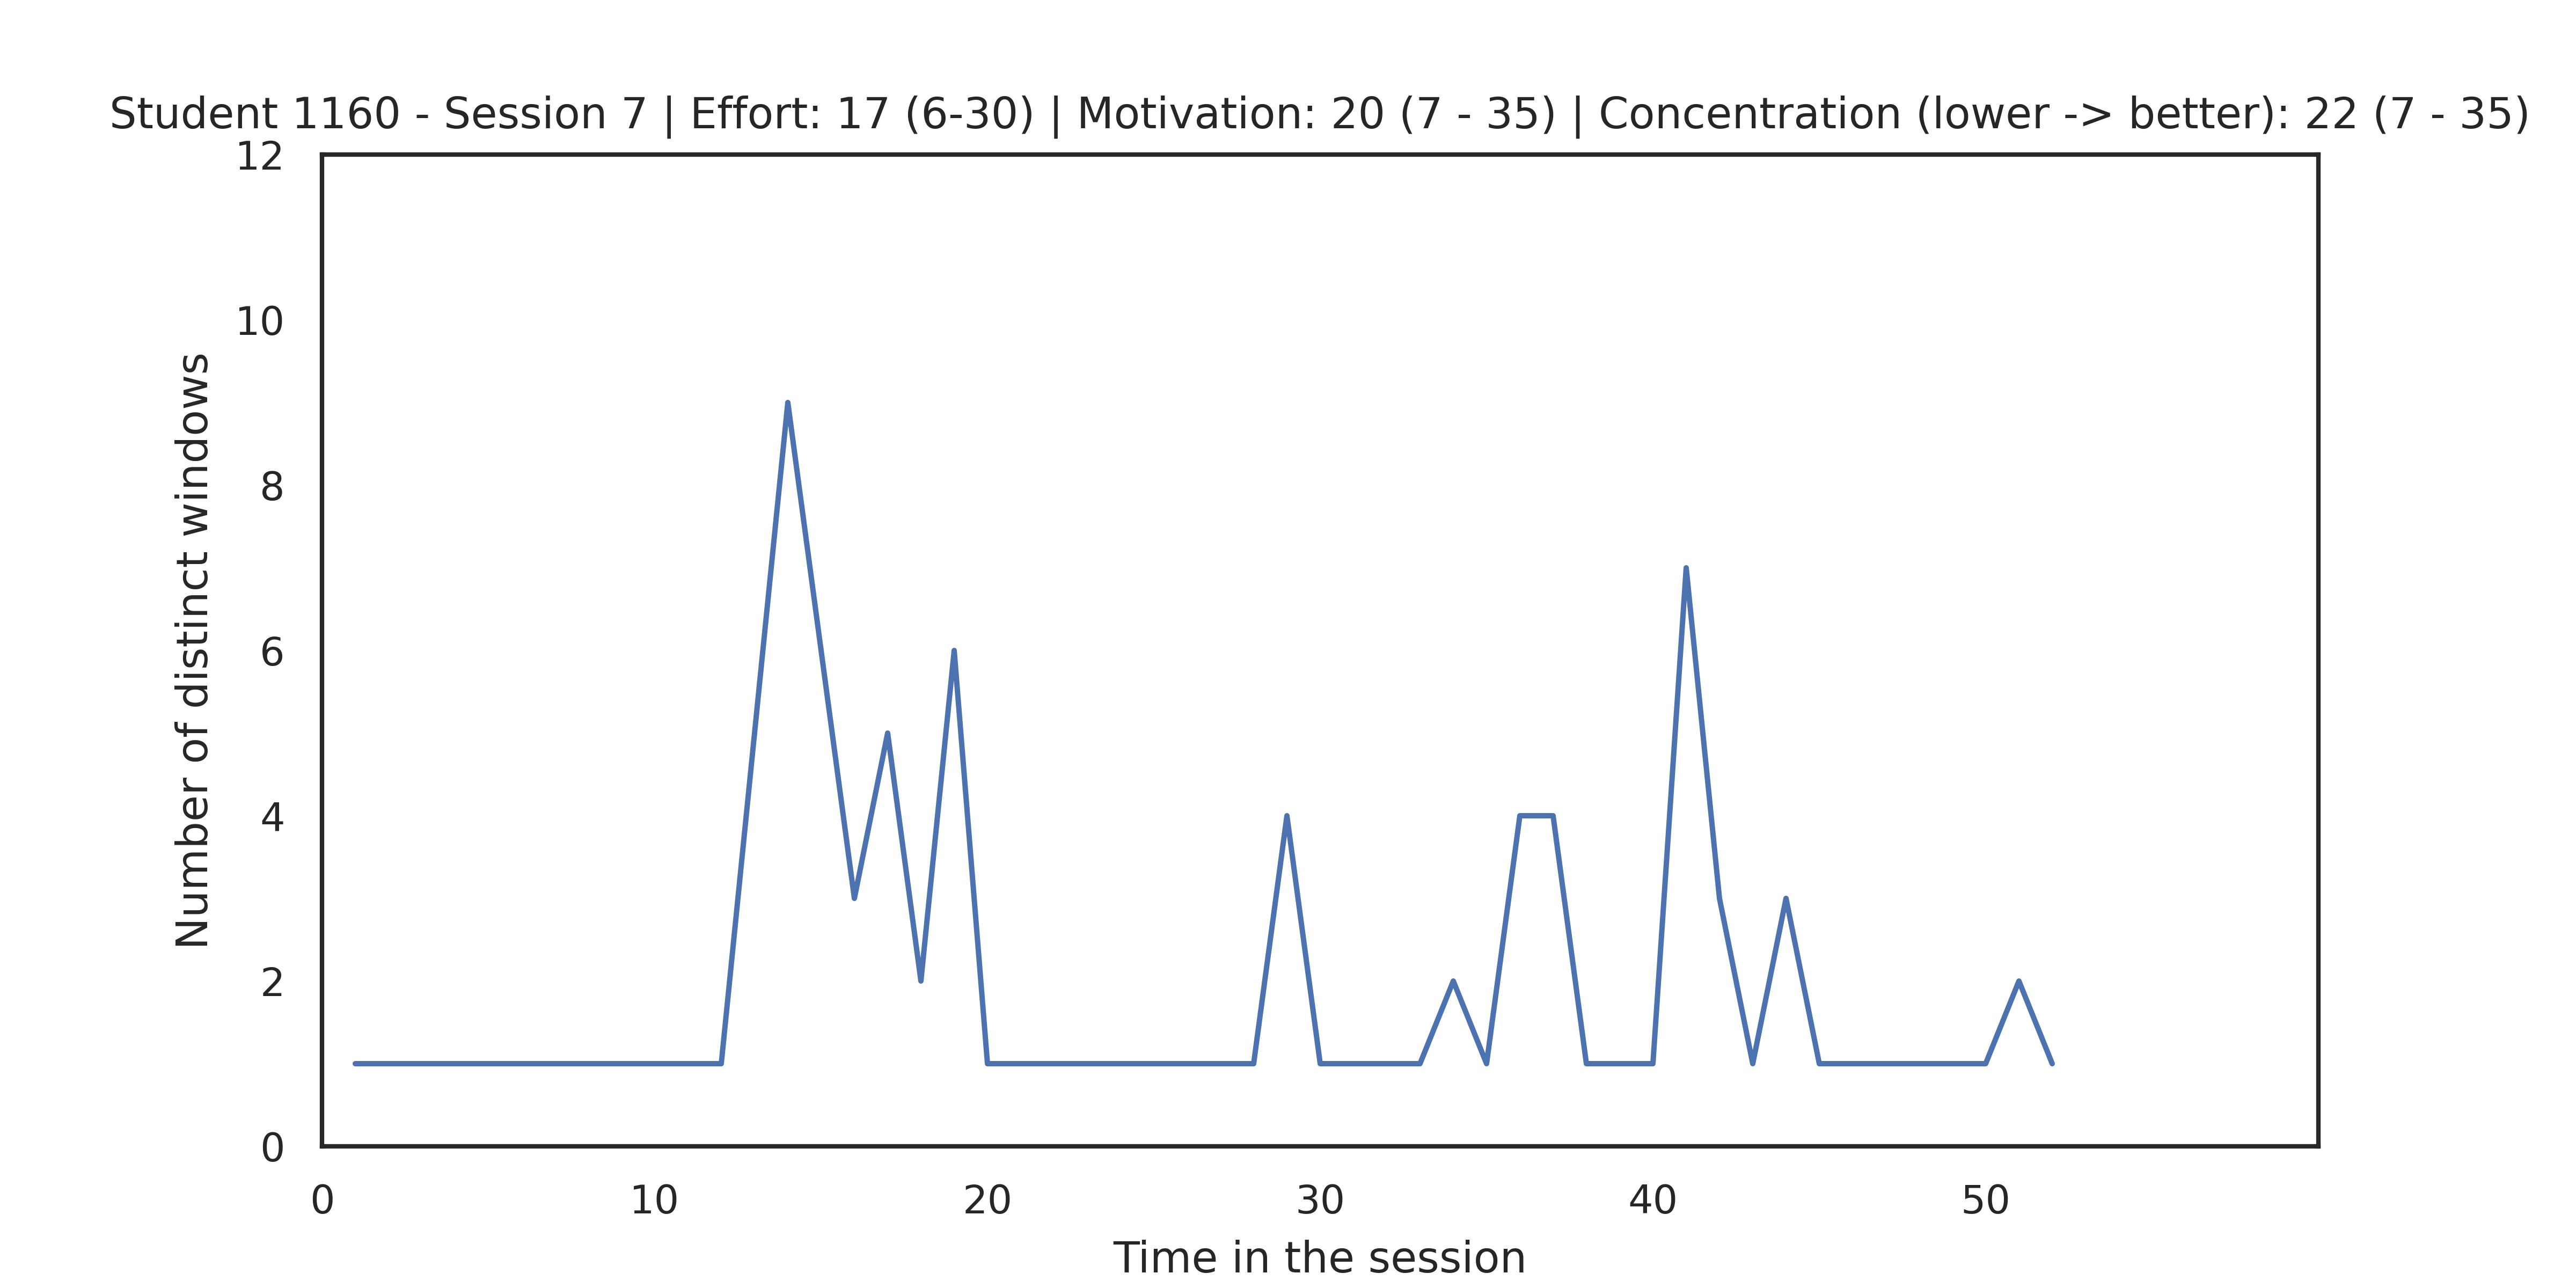 Student 1160 - Session 7 | Effort: 17 (6-30) | Motivation: 20 (7 - 35) | Concentration (lower -> better): 22 (7 - 35)
12
10
8
6
4
2
0
Number of distinct windows
0 10 20 30 40 50
Time in the session